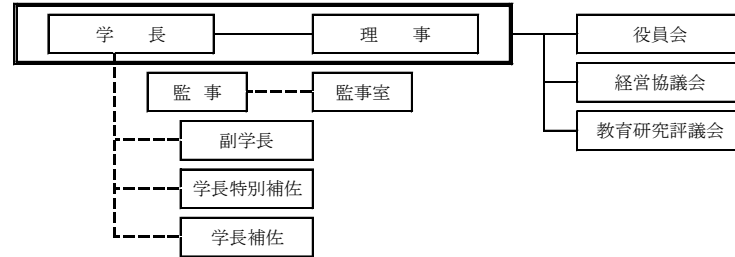 学　長
理　事
役員会
監　事
監事室
経営協議会
副学長
教育研究評議会
学長特別補佐
学長補佐